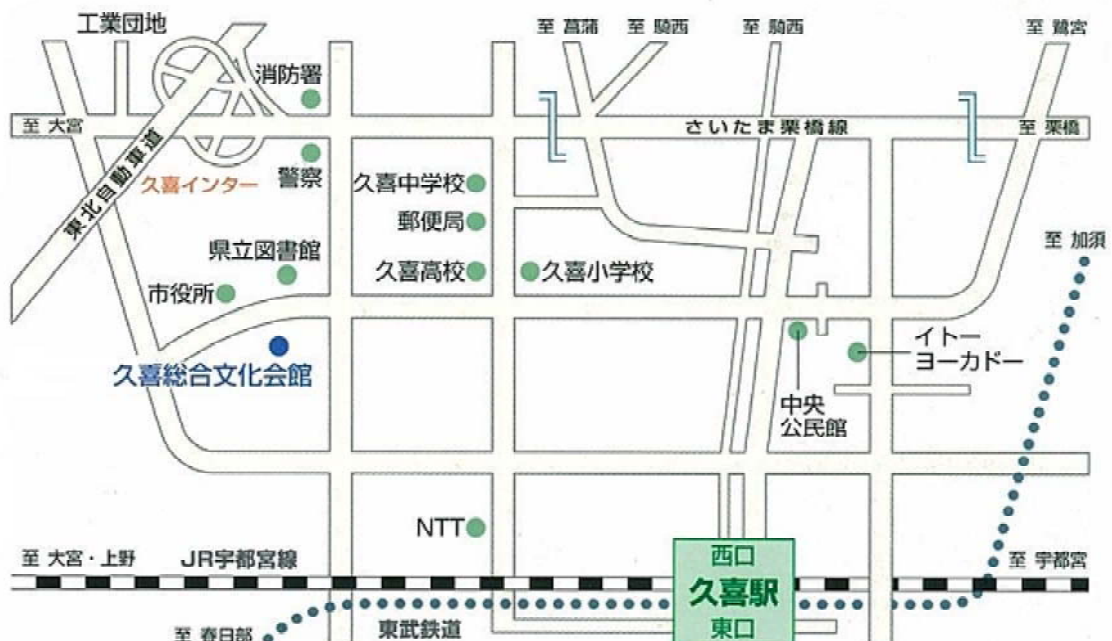 工業団地
至 菖蒲
至 騎西
至 騎西
至 鷲宮
消防署
至 大宮
さいたま栗橋線
至 栗橋
東北自動車道
久喜インター
警察
久喜中学校
郵便局
県立図書館
久喜高校
久喜小学校
至 加須
市役所
イトー
ヨーカドー
久喜総合文化会館
中央
公民館
NTT
至 大宮・上野
JR宇都宮線
西口
至 宇都宮
久喜駅
至 春日部
東武鉄道
東口